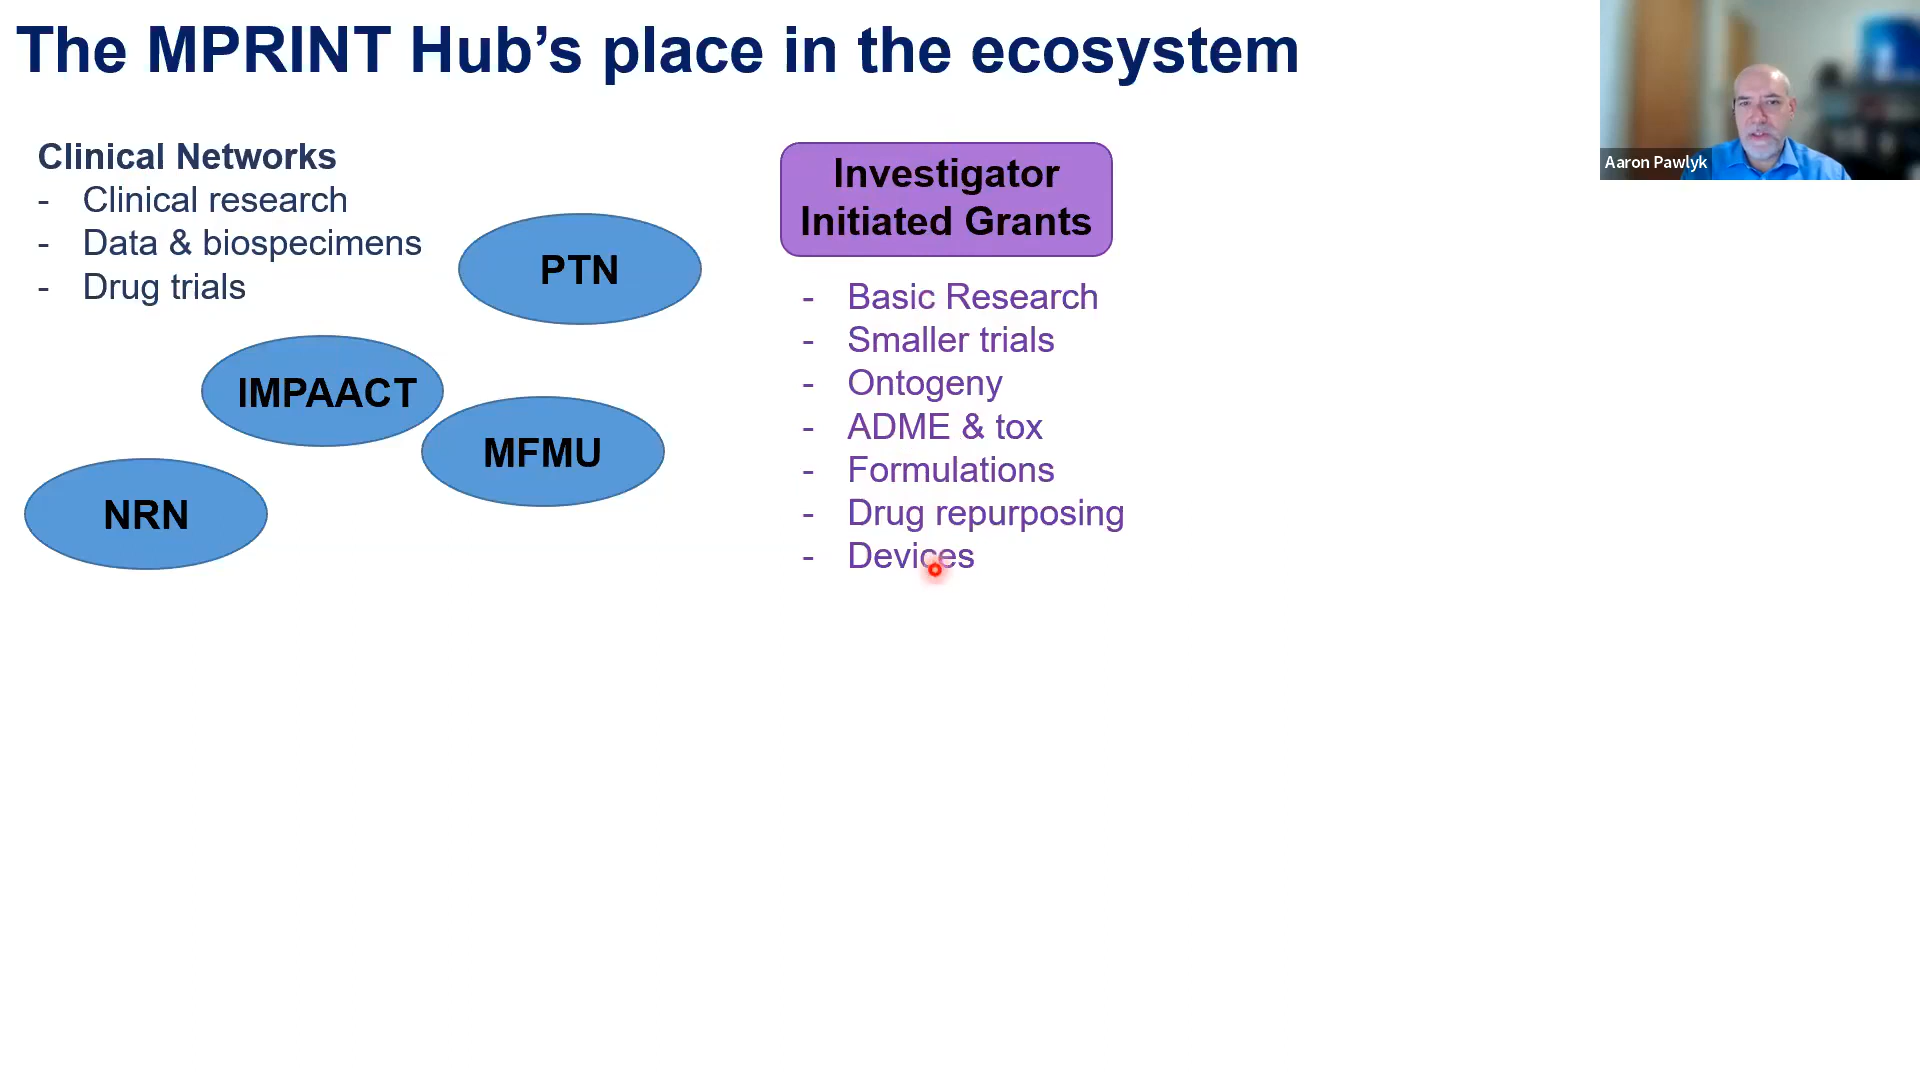 The MPRINT Hub’s place in the ecosystem
Clinical Networks
- Clinical research
- Data & biospecimens
- Drug trials
PTN
IMPAACT
MFMU
NRN
Investigator
Initiated Grants
- Basic Research
- Smaller trials
- Ontogeny
- ADME & tox
- Formulations
- Drug repurposing
- Devices
Aaron Pawlyk